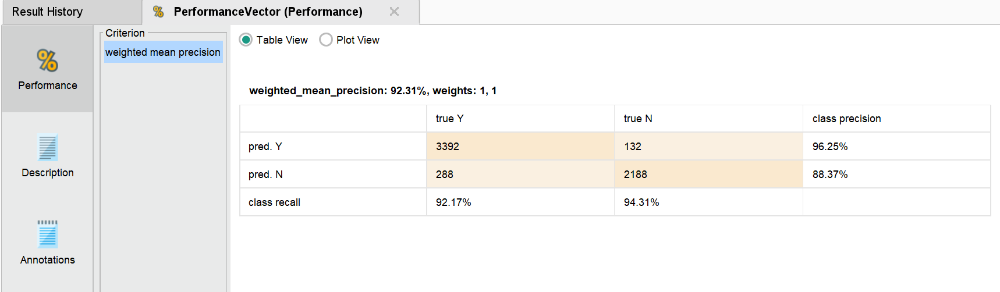 Result History
PerformanceVector (Performance)
Performance
Description
Annotations
Criterion
weighted mean precision
Table View Plot View
weighted_mean_precision: 92.31%, weights: 1, 1
true Y true N class precision
pred. Y 3392 132 96.25%
pred. N 288 2188 88.37%
class recall 92.17% 94.31%